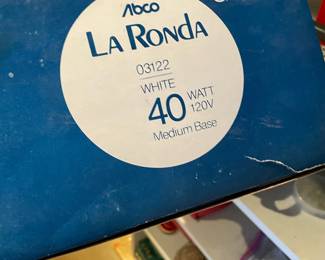 Abco
LA RONDA
03122
WHITE
40 WATT 120V
Medium Base